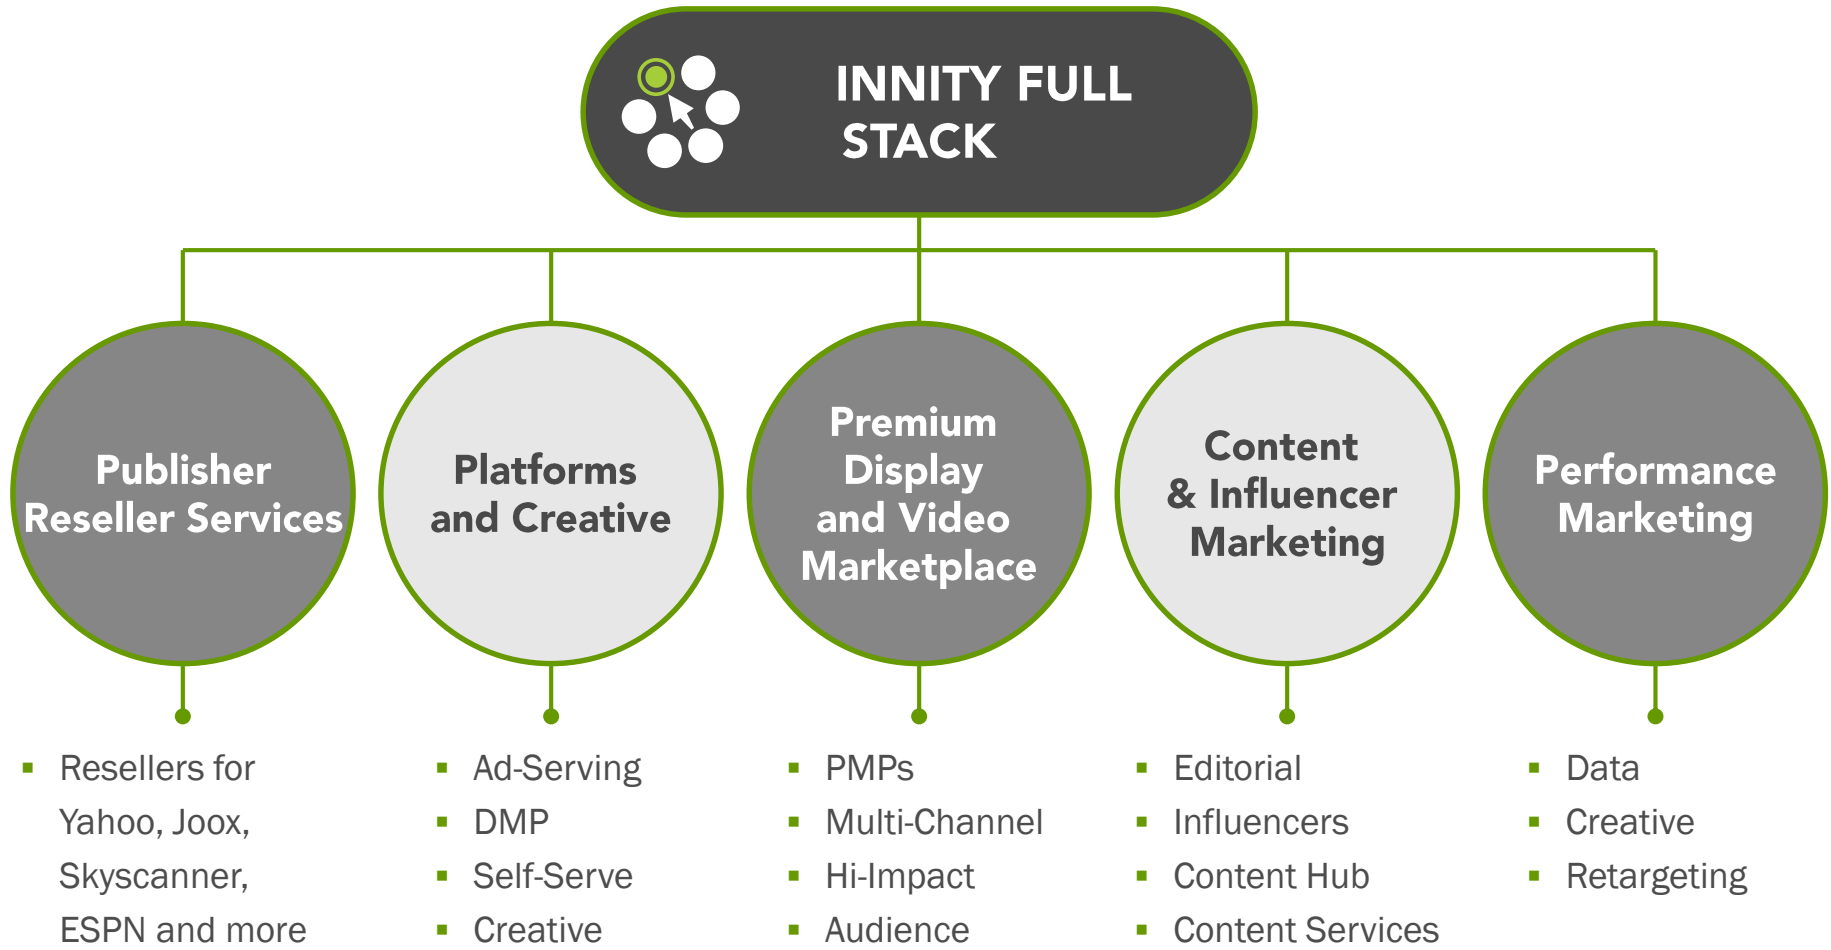 INNITY FULL
STACK
Publisher
Reseller Services
Platforms
and Creative
Premium
Display
and Video
Marketplace
Content
& Influencer
Marketing
Performance
Marketing
▪ Resellers for
Yahoo, Joox,
Skyscanner,
ESPN and more
▪ Ad-Serving
▪ DMP
▪ Self-Serve
▪ Creative
▪ PMPs
▪ Multi-Channel
▪ Hi-Impact
▪ Audience
▪ Editorial
▪ Influencers
▪ Content Hub
▪ Content Services
▪ Data
▪ Creative
▪ Retargeting